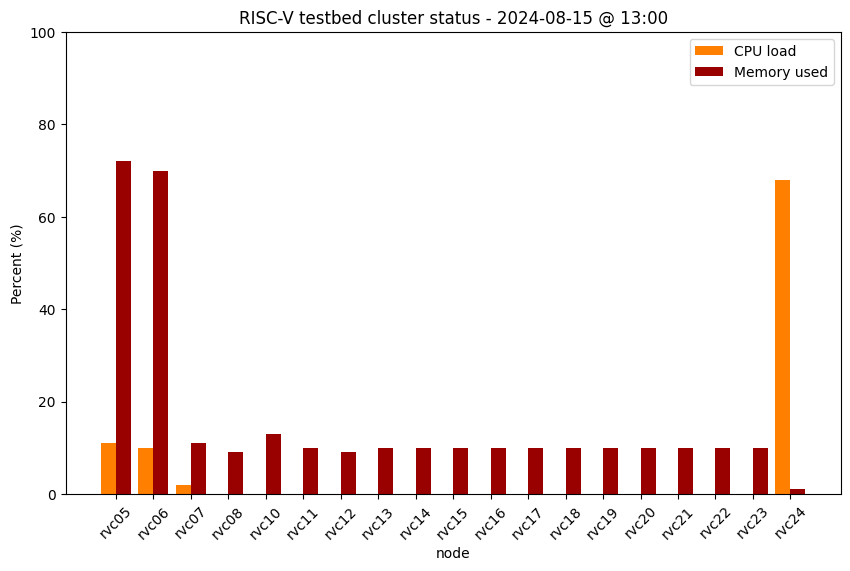 RISC-V testbed cluster status - 2024-08-15 @ 13:00
CPU load
Memory used
Percent (%)
100
80
60
40
20
0
rvc05
rvc06
rvc07
rvc08
rvc10
rvc11
rvc12
rvc13
rvc14
rvc15
rvc16
rvc17
rvc18
rvc19
rvc20
rvc21
rvc22
rvc23
rvc24
node